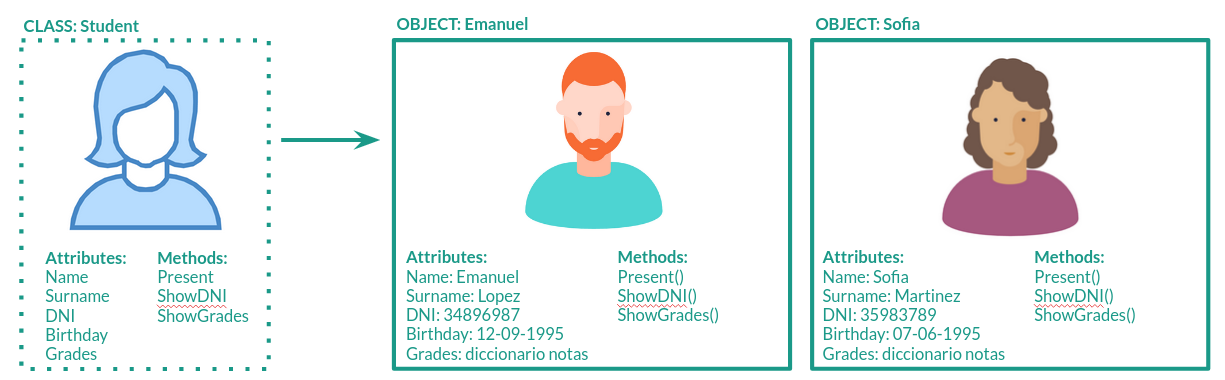 CLASS: Student
Attributes:
Name
Surname
DNI
Birthday
Grades
Methods:
Present
ShowDNI
ShowGrades
OBJECT: Emanuel
Attributes:
Name: Emanuel
Surname: Lopez
DNI: 34896987
Birthday: 12-09-1995
Grades: diccionario notas
Methods:
Present()
ShowDNI()
ShowGrades()
OBJECT: Sofia
Attributes:
Name: Sofia
Surname: Martinez
DNI: 35983789
Birthday: 07-06-1995
Grades: diccionario notas
Methods:
Present()
ShowDNI()
ShowGrades()